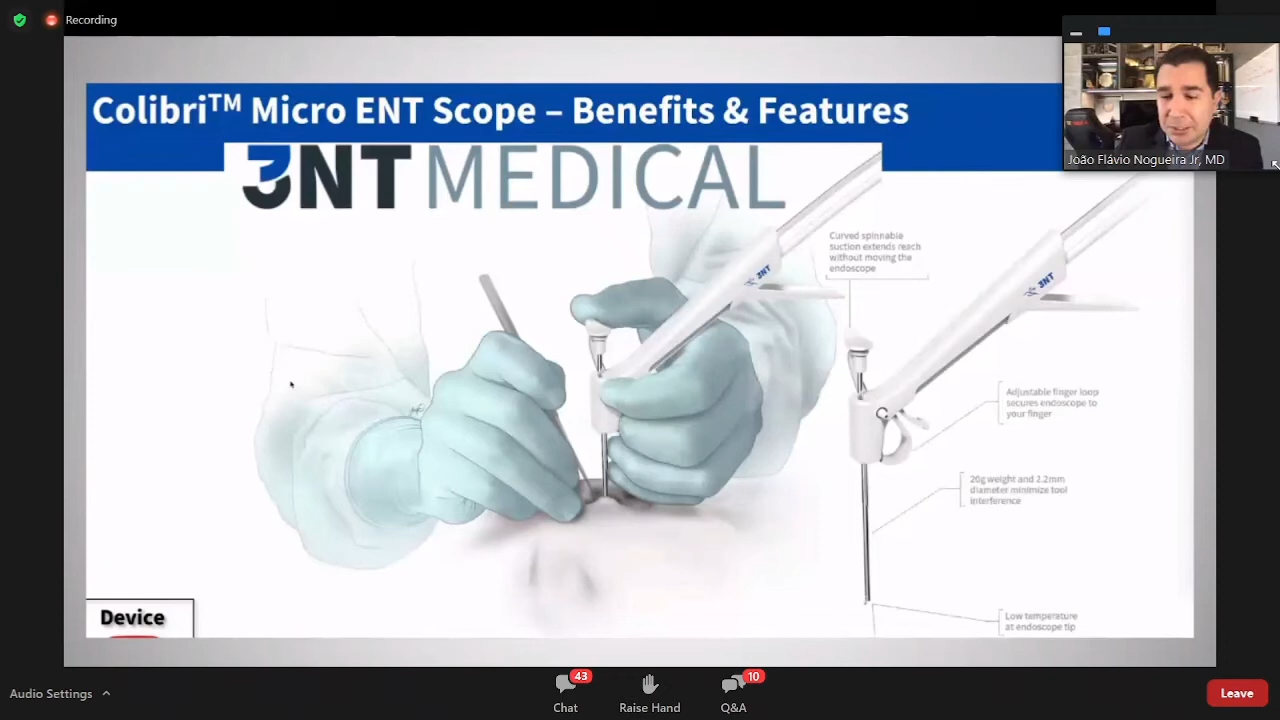 Recording
Colibri™ Micro ENT Scope – Benefits & Features
3NT MEDICAL
João Flávio Nogueira Jr, MD
Curved spinnable
suction extends reach
without moving the
endoscope
3NT
3NT
Adjustable finger loop
secures endoscope to
your finger
20g weight and 2.2mm
diameter minimize tool
interference
Low temperature
at endoscope tip
Device
Audio Settings
43
Chat
Raise Hand
10
Q&A
Leave